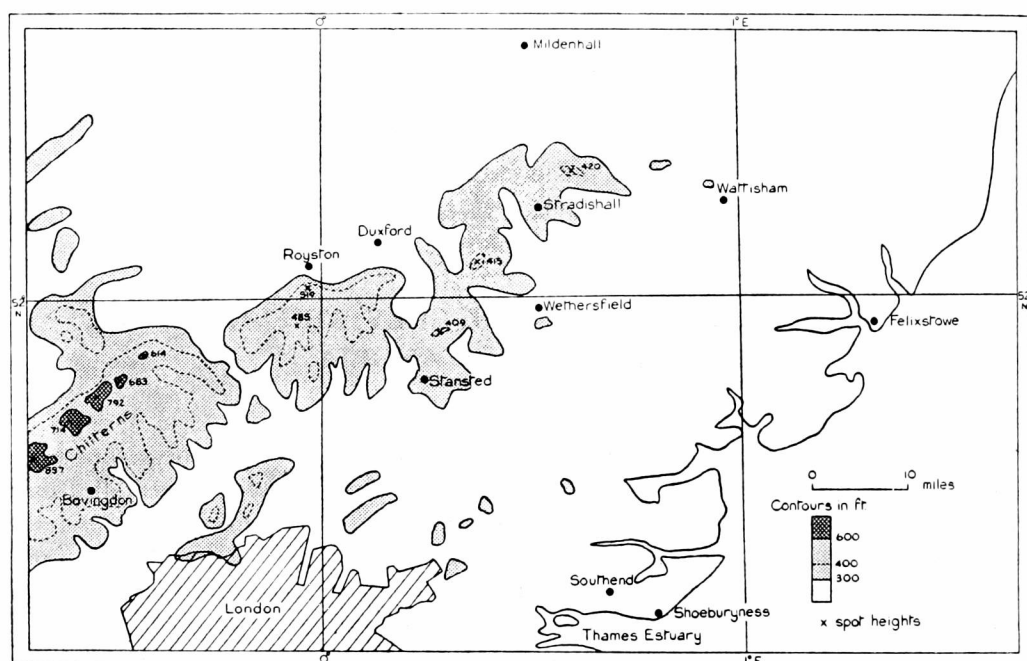 0°
1°E
Mildenhall
420
Wattisham
Stradishall
Duxford
415
Royston
52°
N
519
52°
N
485
409
Wethersfield
Felixstowe
614
683
Stansted
792
714
Chilterns
897
Bovingdon
0 10
miles
Contours in ft
600
400
300
Southend
London
Shoeburyness
x spot heights
Thames Estuary
0°
1°E